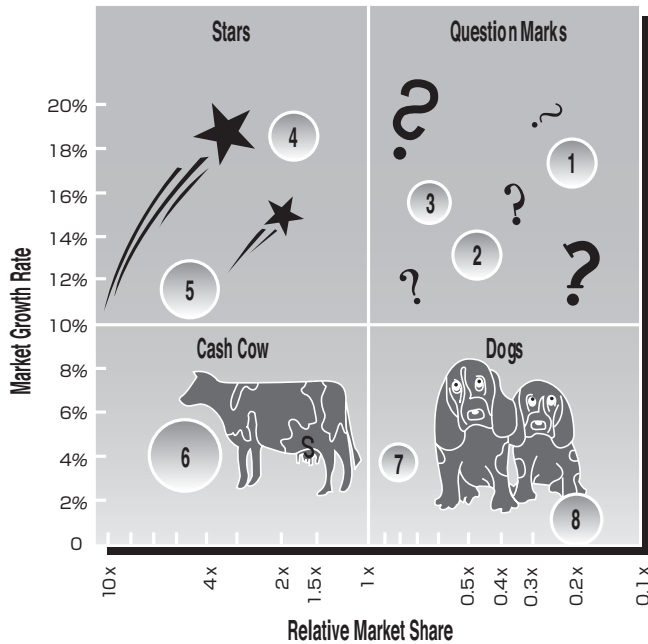 Stars
Question Marks
20%
18%
16%
14%
12%
10%
8%
6%
4%
2%
0
Market Growth Rate
?
?
?
?
?
4
1
3
2
5
Cash Cow
Dogs
S
6
7
8
10x
4x
2x
1.5x
1x
0.5x
0.4x
0.3x
0.2x
0.1x
Relative Market Share